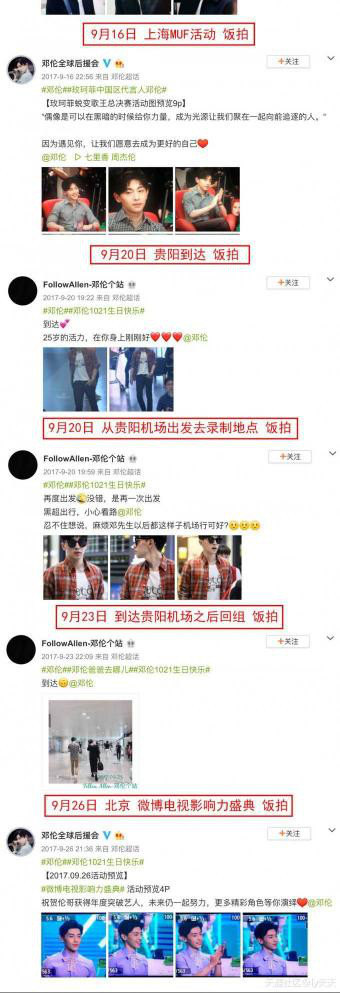 9月16日 上海MUF活动 饭拍
邓伦全球后援会
+关注
2017-9-16 22:56 来自 邓伦超话
#邓伦##玫珂菲中国区代言人邓伦#
【玫珂菲蜕变歌王总决赛活动图预览9p】
"偶像是可以在黑暗的时候给你力量，成为光源让我们聚在一起向前追逐的人。"
因为遇见你，让我们愿意去成为更好的自己❤
@邓伦 ▷ 七里香 周杰伦
9月20日 贵阳到达 饭拍
FollowAllen-邓伦个站
+关注
2017-9-20 19:22 来自 邓伦超话
#邓伦##邓伦1021生日快乐#
到达💕
25岁的活力，在你身上刚刚好❤❤❤@邓伦
9月20日 从贵阳机场出发去录制地点 饭拍
FollowAllen-邓伦个站
+关注
2017-9-20 19:59 来自 邓伦超话
#邓伦##邓伦1021生日快乐#
再度出发😜没错，是再一次出发
黑超出行，小心看路@邓伦
忍不住想说，麻烦邓先生以后都这样子机场行可好?😊😊😊
9月23日 到达贵阳机场之后回组 饭拍
FollowAllen-邓伦个站
+关注
2017-9-23 22:09 来自 邓伦超话
#邓伦##邓伦爸爸去哪儿##邓伦1021生日快乐#
到达😊@邓伦
Follow Allen-邓伦个站
9月26日 北京 微博电视影响力盛典 饭拍
邓伦全球后援会
+关注
2017-9-26 21:36 来自 邓伦超话
#邓伦##邓伦1021生日快乐#
【2017.09.26活动预览】
#微博电视影响力盛典# 活动预览4P
祝贺伦哥获得年度突破艺人，未来仍一起努力，更多精彩角色等你演绎❤@邓伦